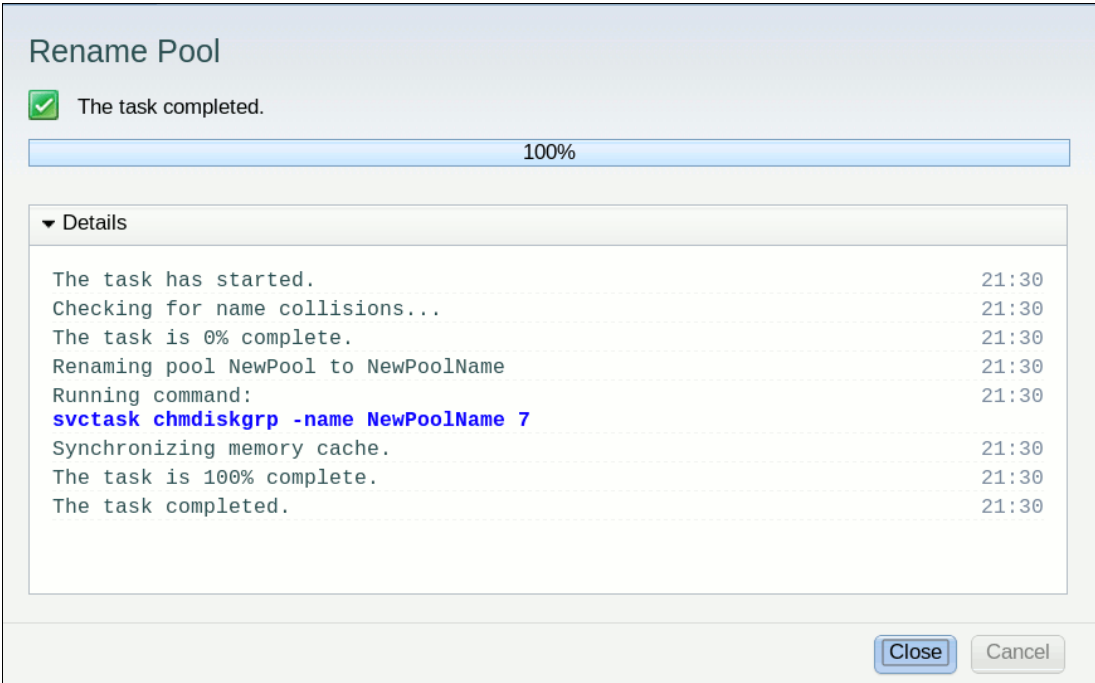 Rename Pool
The task completed.
100%
Details
The task has started. 21:30
Checking for name collisions... 21:30
The task is 0% complete. 21:30
Renaming pool NewPool to NewPoolName 21:30
Running command: 21:30
svctask chmdiskgrp -name NewPoolName 7
Synchronizing memory cache. 21:30
The task is 100% complete. 21:30
The task completed. 21:30
Close Cancel